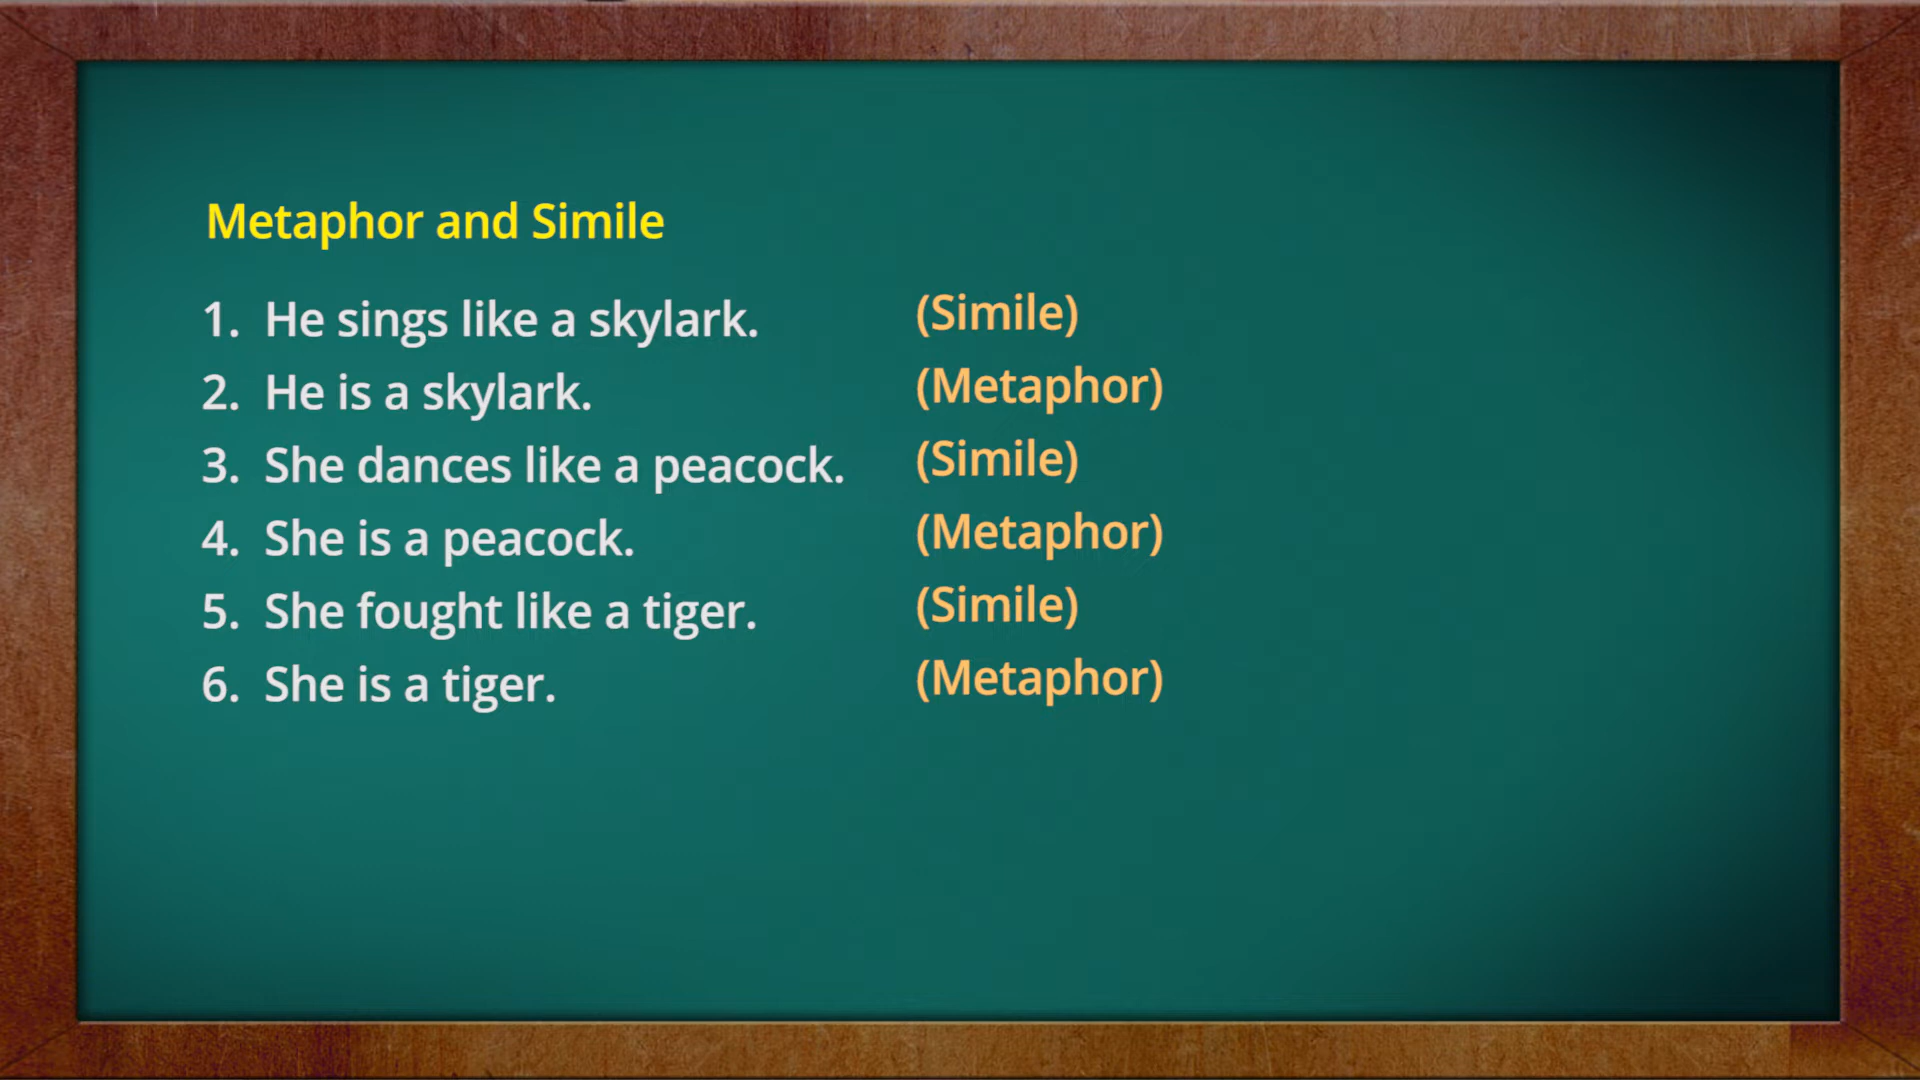 Metaphor and Simile
1. He sings like a skylark. (Simile)
2. He is a skylark. (Metaphor)
3. She dances like a peacock. (Simile)
4. She is a peacock. (Metaphor)
5. She fought like a tiger. (Simile)
6. She is a tiger. (Metaphor)